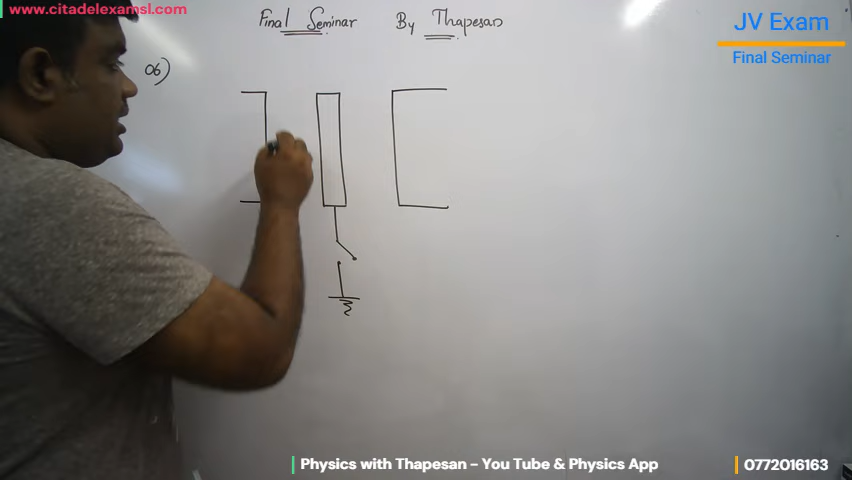 www.citadelexamsl.com
Final Seminar By Thapesan
JV Exam
Final Seminar
06)
Physics with Thapesan - You Tube & Physics App
0772016163